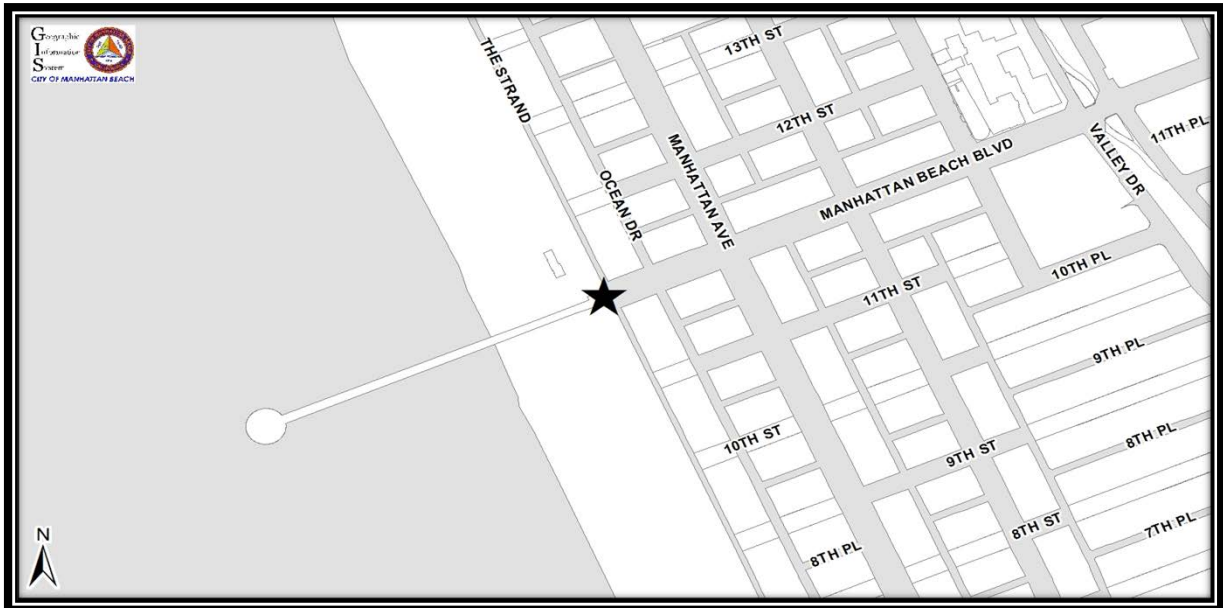 Geographic
Information
System
CITY OF MANHATTAN BEACH
THE STRAND
13TH ST
12TH ST
MANHATTAN AVE
OCEAN DR
MANHATTAN BEACH BLVD
VALLEY DR
11TH PL
10TH PL
11TH ST
9TH PL
10TH ST
9TH ST
8TH PL
8TH ST
7TH PL
8TH PL
N